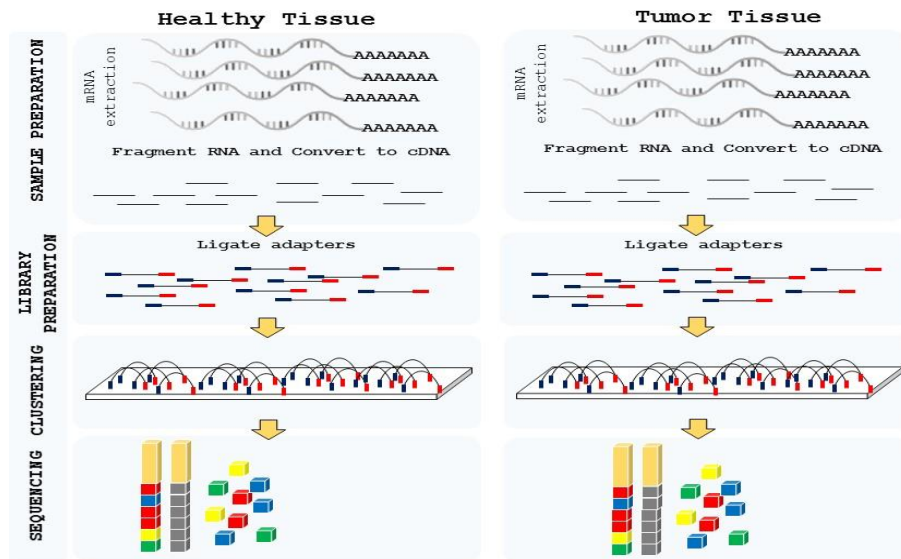 Healthy Tissue
Tumor Tissue
SAMPLE PREPARATION
mRNA
extraction
AAAAAAA
AAAAAAA
AAAAAAA
AAAAAAA
Fragment RNA and Convert to cDNA
mRNA
extraction
AAAAAAA
AAAAAAA
AAAAAAA
AAAAAAA
Fragment RNA and Convert to cDNA
LIBRARY
PREPARATION
Ligate adapters
Ligate adapters
CLUSTERING
SEQUENCING